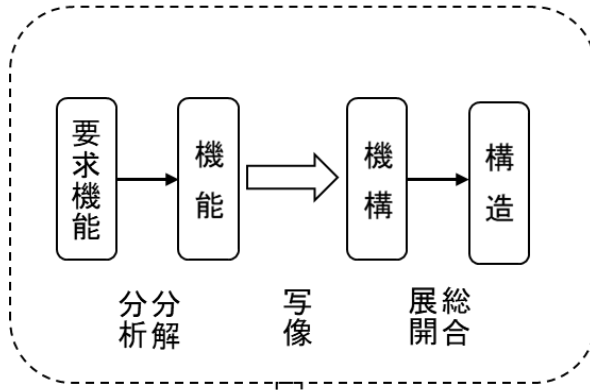 要求機能
機能
機構
構造
分析
分解
写像
展開
総合